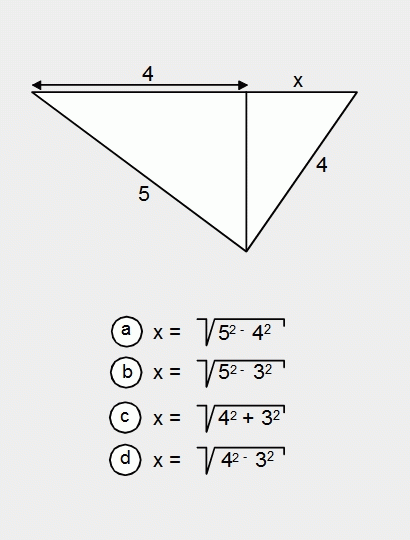 4 x
4
5
a x = √5² - 4²
b x = √5² - 3²
c x = √4² + 3²
d x = √4² - 3²